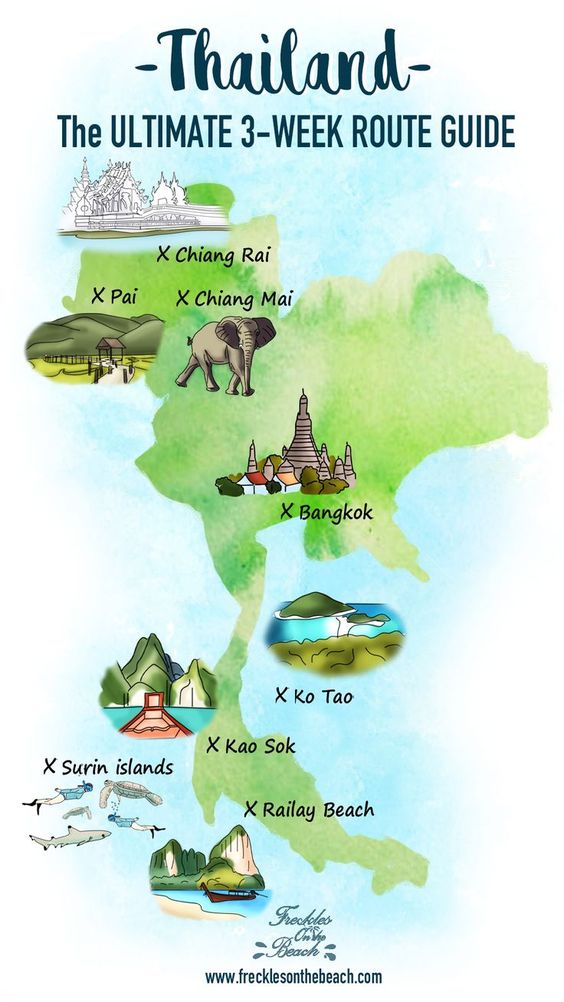 -Thailand-
The ULTIMATE 3-WEEK ROUTE GUIDE
X Chiang Rai
X Pai
X Chiang Mai
X Bangkok
X Ko Tao
X Kao Sok
X Surin islands
X Railay Beach
Freckles
On the
Beach
www.frecklesonthebeach.com